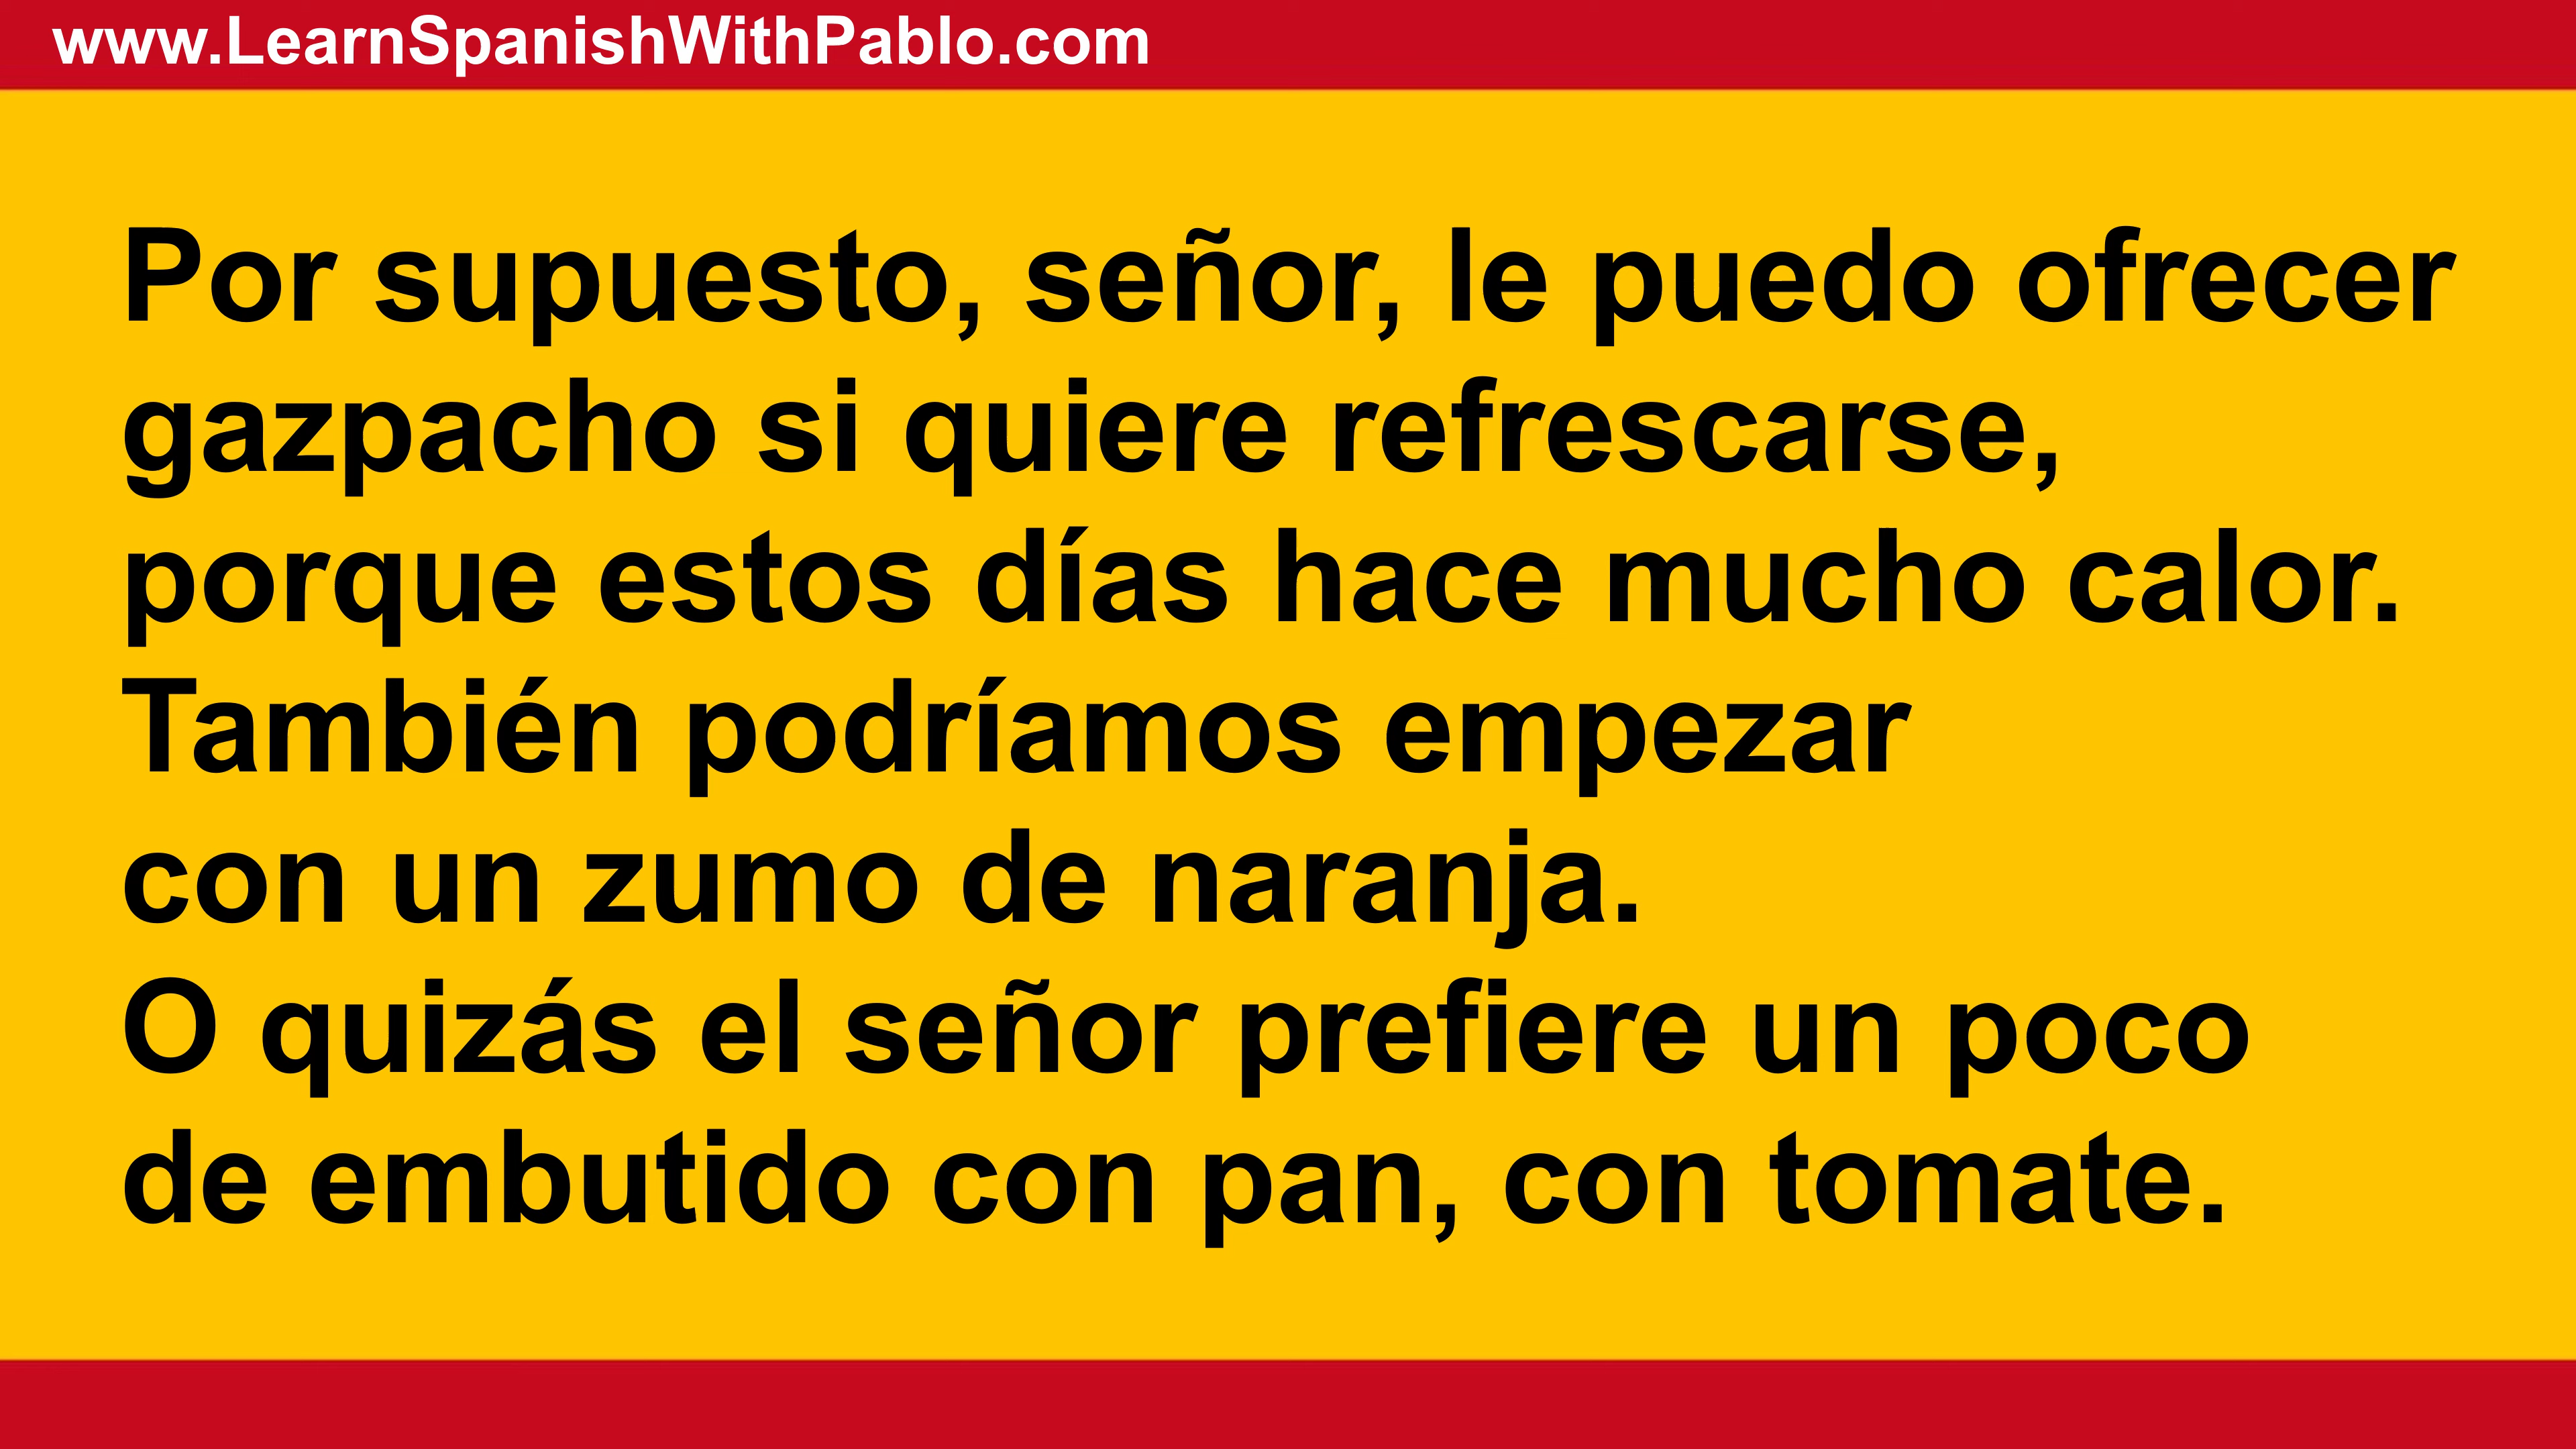 www.LearnSpanishWithPablo.com
Por supuesto, señor, le puedo ofrecer
gazpacho si quiere refrescarse,
porque estos días hace mucho calor.
También podríamos empezar
con un zumo de naranja.
O quizás el señor prefiere un poco
de embutido con pan, con tomate.